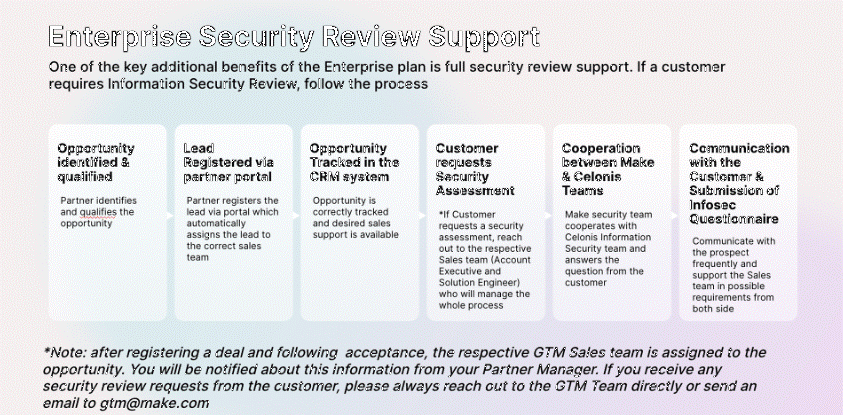 Enterprise Security Review Support
One of the key additional benefits of the Enterprise plan is full security review support. If a customer
requires Information Security Review, follow the process
Opportunity
identified &
qualified
Partner identifies
and qualifies the
opportunity
Lead
Registered via
partner portal
Partner registers the
lead via portal which
automatically
assigns the lead to
the correct sales
team
Opportunity
Tracked in the
CRM system
Opportunity is
correctly tracked
and desired sales
support is available
Customer
requests
Security
Assessment
*If Customer
requests a security
assessment, reach
out to the respective
Sales team (Account
Executive and
Solution Engineer)
who will manage the
whole process
Cooperation
between Make
& Celonis
Teams
Make security team
cooperates with
Celonis Information
Security team and
answers the
question from the
customer
Communication
with the
Customer &
Submission of
Infosec
Questionnaire
Communicate with
the prospect
frequently and
support the Sales
team in possible
requirements from
both side
*Note: after registering a deal and following acceptance, the respective GTM Sales team is assigned to the
opportunity. You will be notified about this information from your Partner Manager. If you receive any
security review requests from the customer, please always reach out to the GTM Team directly or send an
email to gtm@make.com